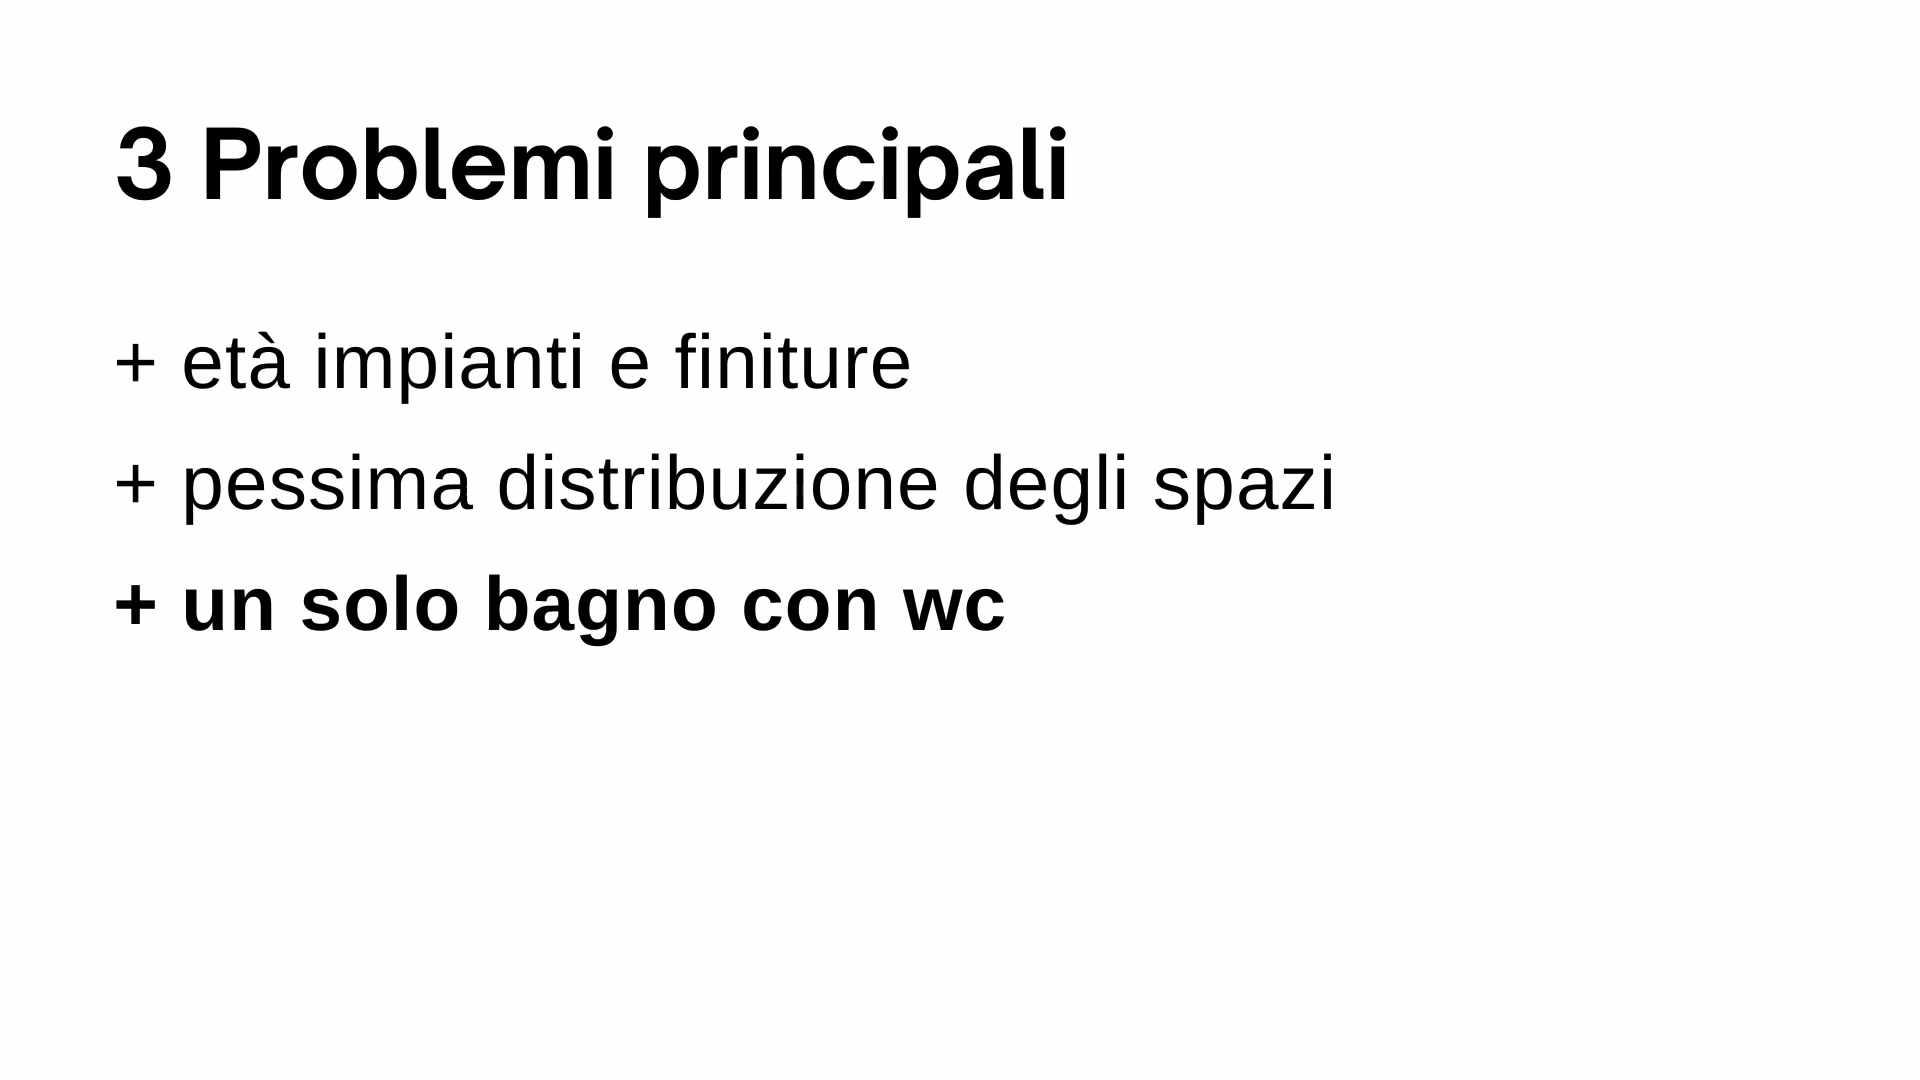 3 Problemi principali
+ età impianti e finiture
+ pessima distribuzione degli spazi
+ un solo bagno con wc